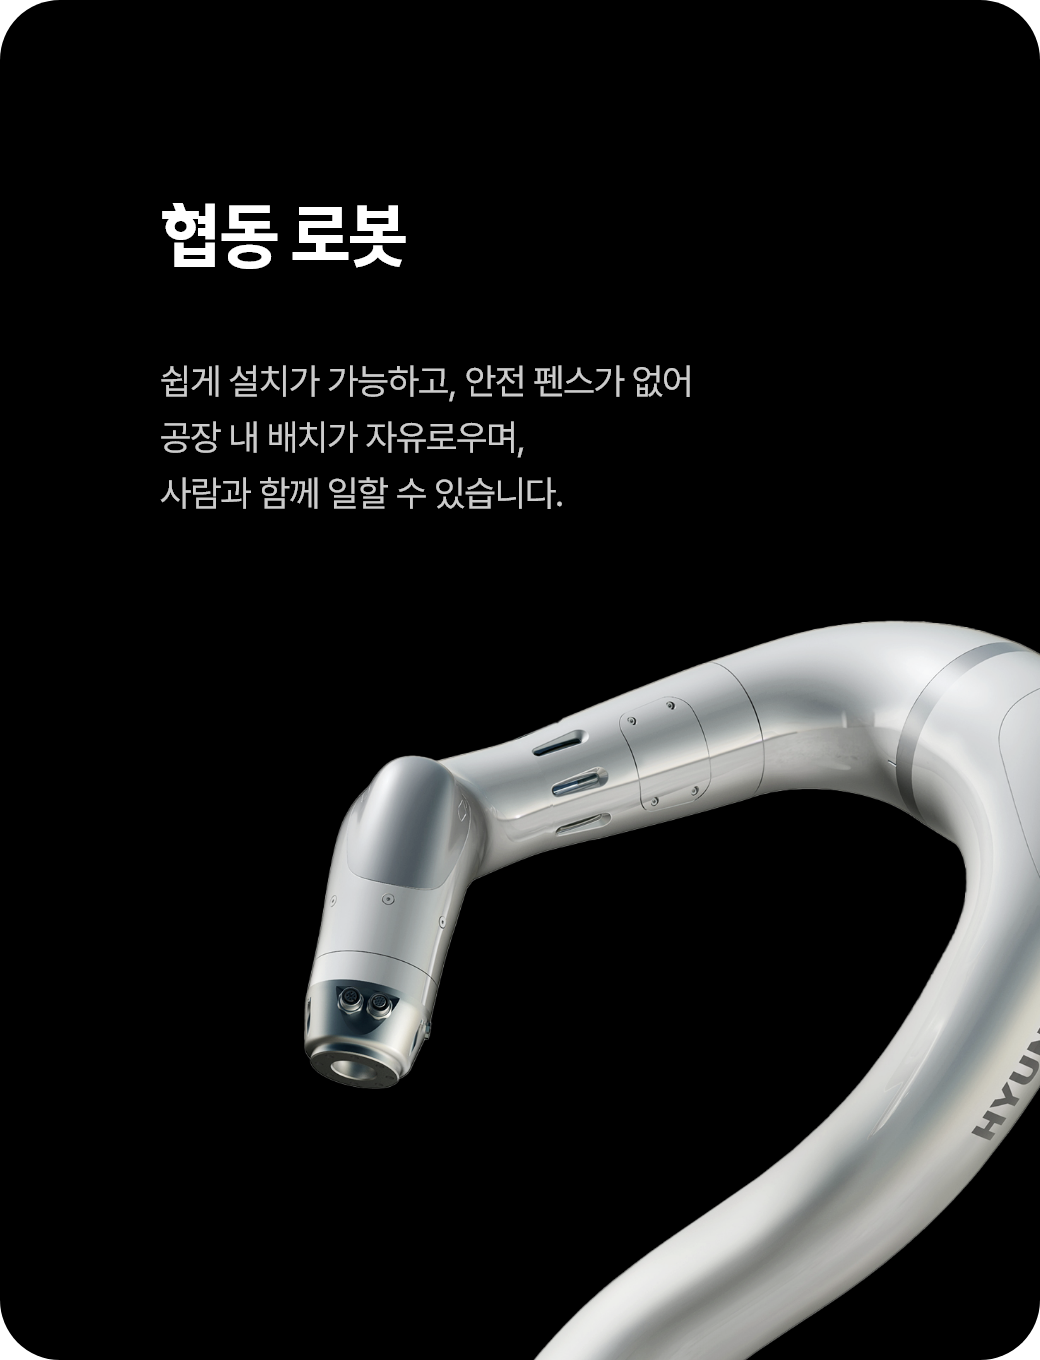 협동 로봇
쉽게 설치가 가능하고, 안전 펜스가 없어
공장 내 배치가 자유로우며,
사람과 함께 일할 수 있습니다.
HYUN